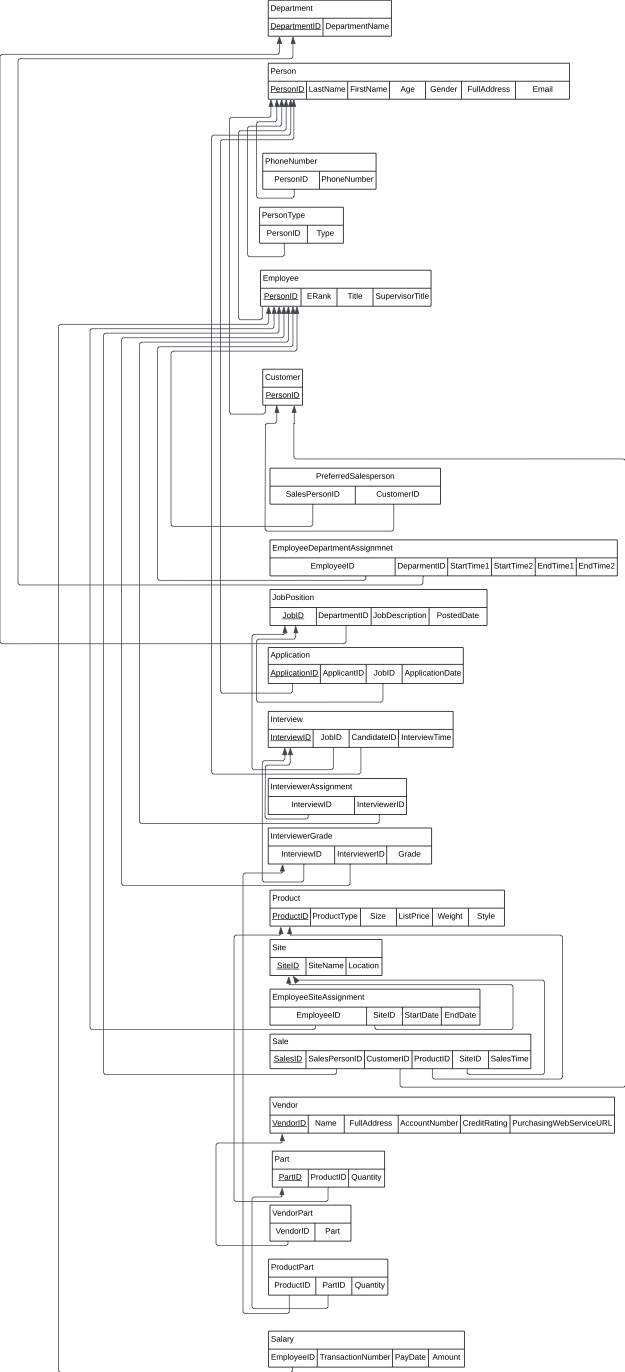 Department
DepartmentID DepartmentName
Person
PersonID LastName FirstName Age Gender FullAddress Email
PhoneNumber
PersonID PhoneNumber
PersonType
PersonID Type
Employee
PersonID ERank Title SupervisorTitle
Customer
PersonID
PreferredSalesperson
SalesPersonID CustomerID
EmployeeDepartmentAssignmnet
EmployeeID DeparmentID StartTime1 StartTime2 EndTime1 EndTime2
JobPosition
JobID DepartmentID JobDescription PostedDate
Application
ApplicationID ApplicantID JobID ApplicationDate
Interview
InterviewID JobID CandidateID InterviewTime
InterviewerAssignment
InterviewID InterviewerID
InterviewerGrade
InterviewID InterviewerID Grade
Product
ProductID ProductType Size ListPrice Weight Style
Site
SiteID SiteName Location
EmployeeSiteAssignment
EmployeeID SiteID StartDate EndDate
Sale
SalesID SalesPersonID CustomerID ProductID SiteID SalesTime
Vendor
VendorID Name FullAddress AccountNumber CreditRating PurchasingWebServiceURL
Part
PartID ProductID Quantity
VendorPart
VendorID Part
ProductPart
ProductID PartID Quantity
Salary
EmployeeID TransactionNumber PayDate Amount